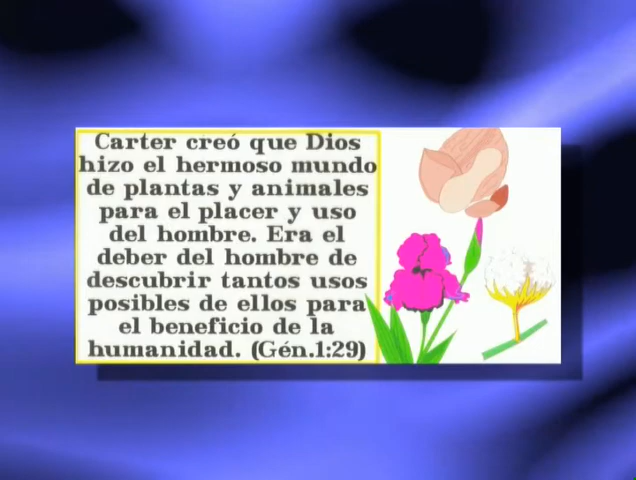 Carter creó que Dios
hizo el hermoso mundo
de plantas y animales
para el placer y uso
del hombre. Era el
deber del hombre de
descubrir tantos usos
posibles de ellos para
el beneficio de la
humanidad. (Gén.1:29)